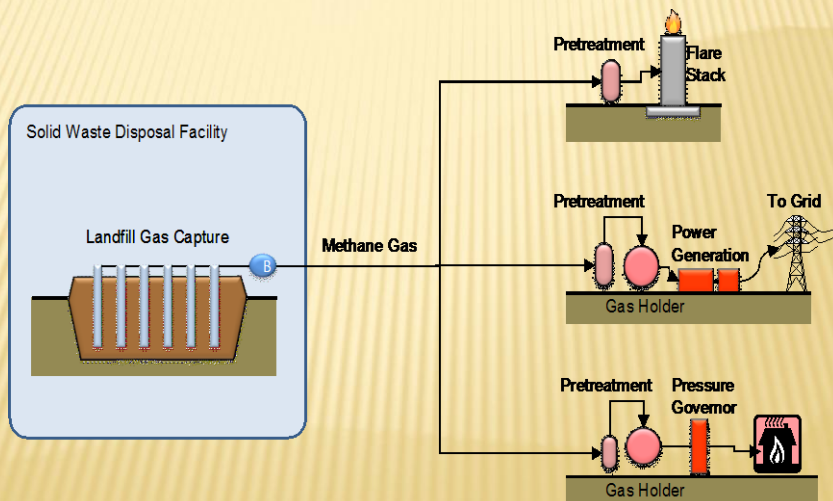 Pretreatment
Flare
Stack
Solid Waste Disposal Facility
Landfill Gas Capture
B
Methane Gas
Pretreatment
Power
Generation
To Grid
Gas Holder
Pretreatment
Pressure
Governor
Gas Holder